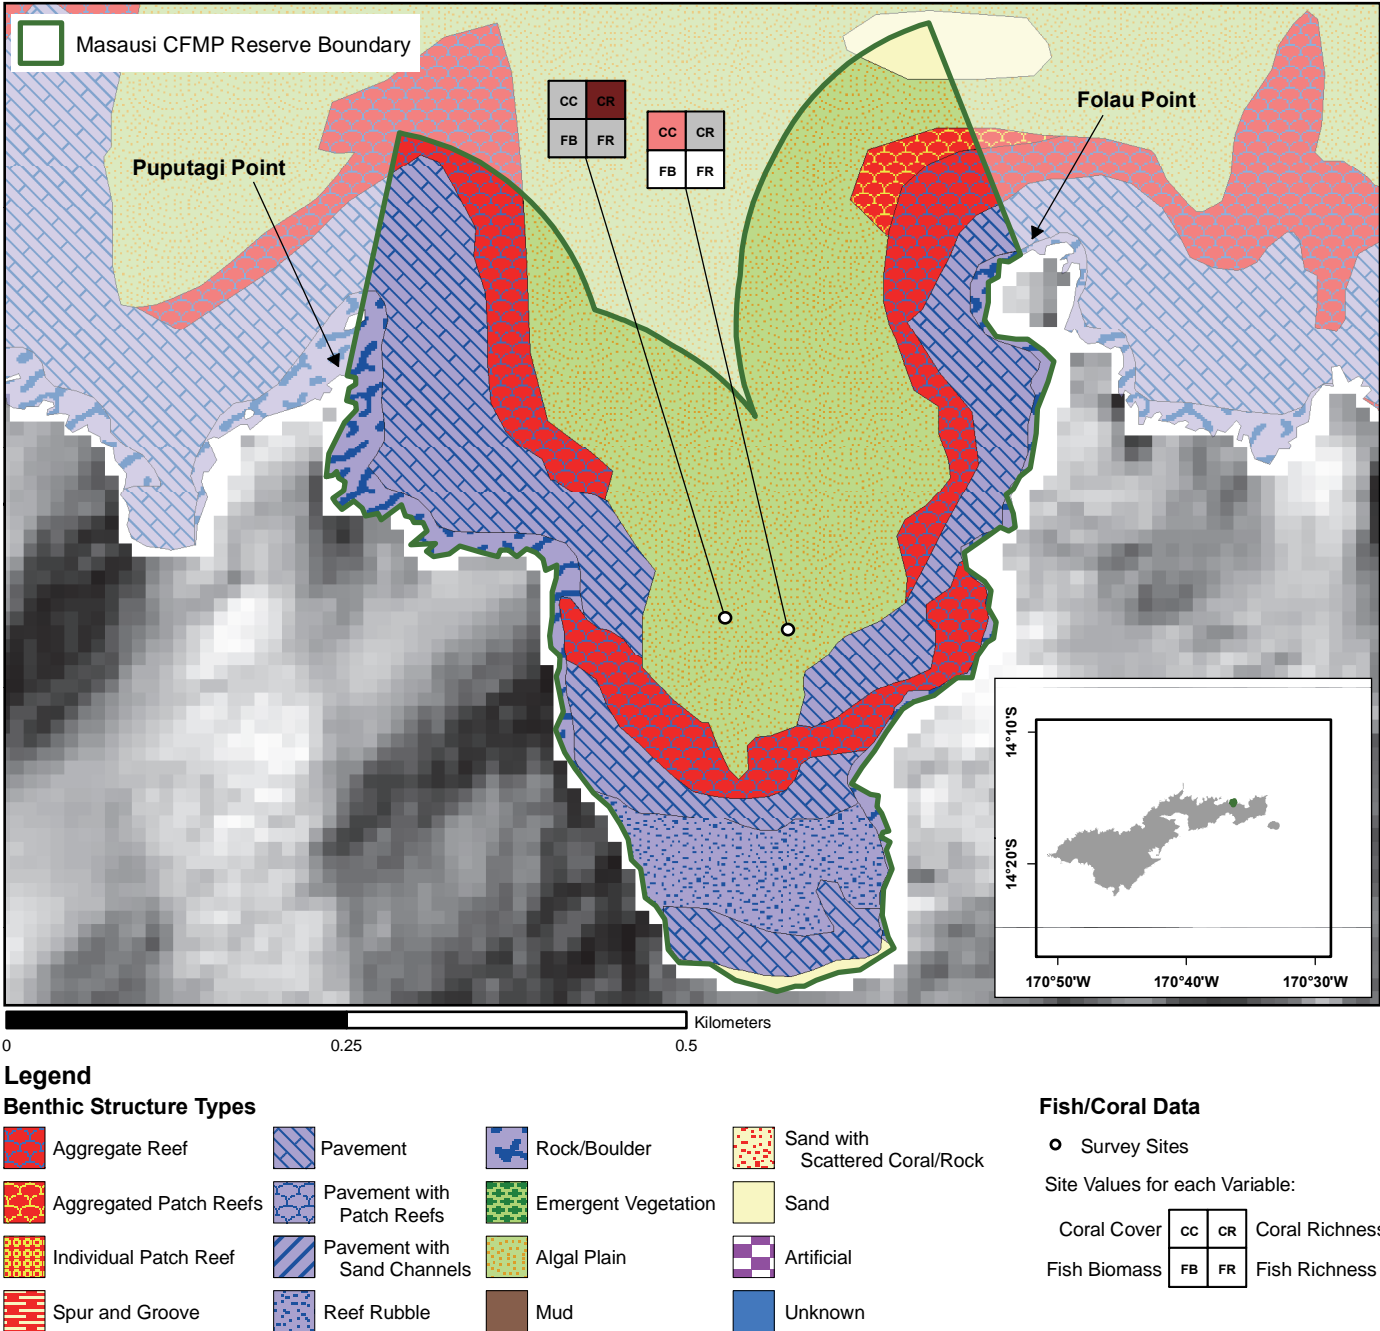 Masausi CFMP Reserve Boundary
Puputagi Point
Folau Point
CC CR
FB FR
CC CR
FB FR
14°10'S
14°20'S
170°50'W 170°40'W 170°30'W
Kilometers
0 0.25 0.5
Legend
Benthic Structure Types
Aggregate Reef
Aggregated Patch Reefs
Individual Patch Reef
Spur and Groove
Pavement
Pavement with
Patch Reefs
Pavement with
Sand Channels
Reef Rubble
Rock/Boulder
Emergent Vegetation
Algal Plain
Mud
Sand with
Scattered Coral/Rock
Sand
Artificial
Unknown
Fish/Coral Data
Survey Sites
Site Values for each Variable:
Coral Cover CC CR Coral Richness
Fish Biomass FB FR Fish Richness